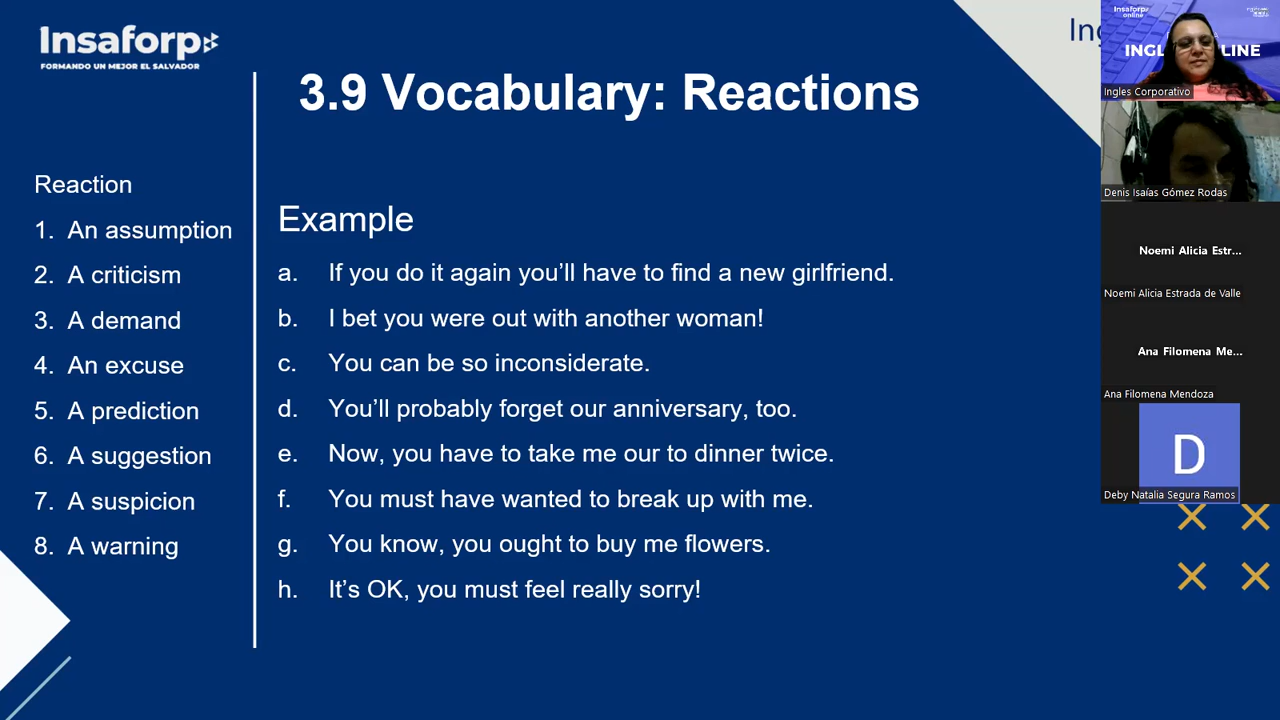 Insaforp
FORMANDO UN MEJOR EL SALVADOR
3.9 Vocabulary: Reactions
Reaction
1. An assumption
2. A criticism
3. A demand
4. An excuse
5. A prediction
6. A suggestion
7. A suspicion
8. A warning
Example
a. If you do it again you’ll have to find a new girlfriend.
b. I bet you were out with another woman!
c. You can be so inconsiderate.
d. You’ll probably forget our anniversary, too.
e. Now, you have to take me our to dinner twice.
f. You must have wanted to break up with me.
g. You know, you ought to buy me flowers.
h. It’s OK, you must feel really sorry!
Insaforp
online
Ingles Corporativo
Denis Isaías Gómez Rodas
Noemi Alicia Estr...
Noemi Alicia Estrada de Valle
Ana Filomena Me...
Ana Filomena Mendoza
D
Deby Natalia Segura Ramos